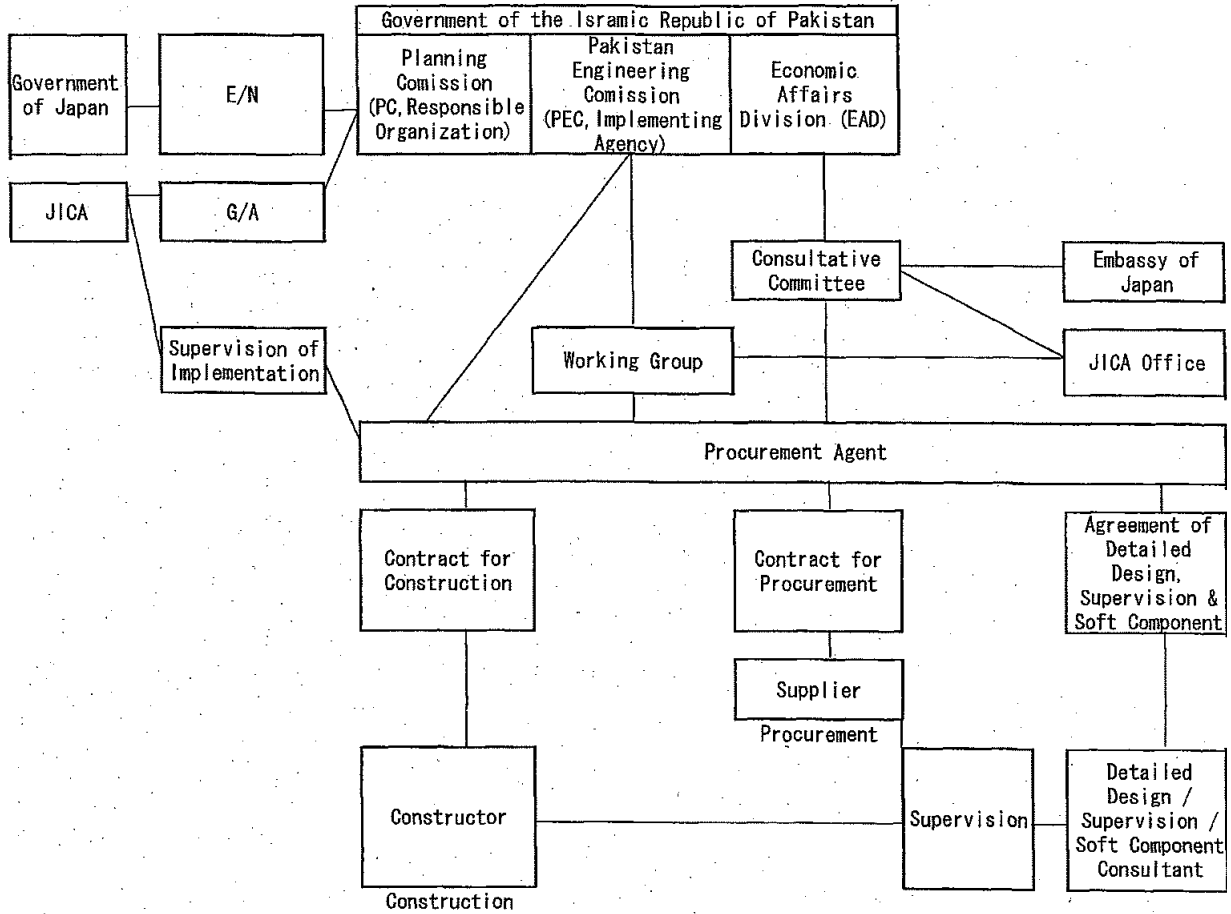 Government of the Isramic Republic of Pakistan
Government
of Japan
E/N
Planning
Comission
(PC, Responsible
Organization)
Pakistan
Engineering
Comission
(PEC, Implementing
Agency)
Economic
Affairs
Division (EAD)
JICA
G/A
Consultative
Committee
Embassy of
Japan
Supervision of
Implementation
Working Group
JICA Office
Procurement Agent
Contract for
Construction
Contract for
Procurement
Agreement of
Detailed
Design,
Supervision &
Soft Component
Supplier
Procurement
Constructor
Supervision
Detailed
Design /
Supervision /
Soft Component
Consultant
Construction